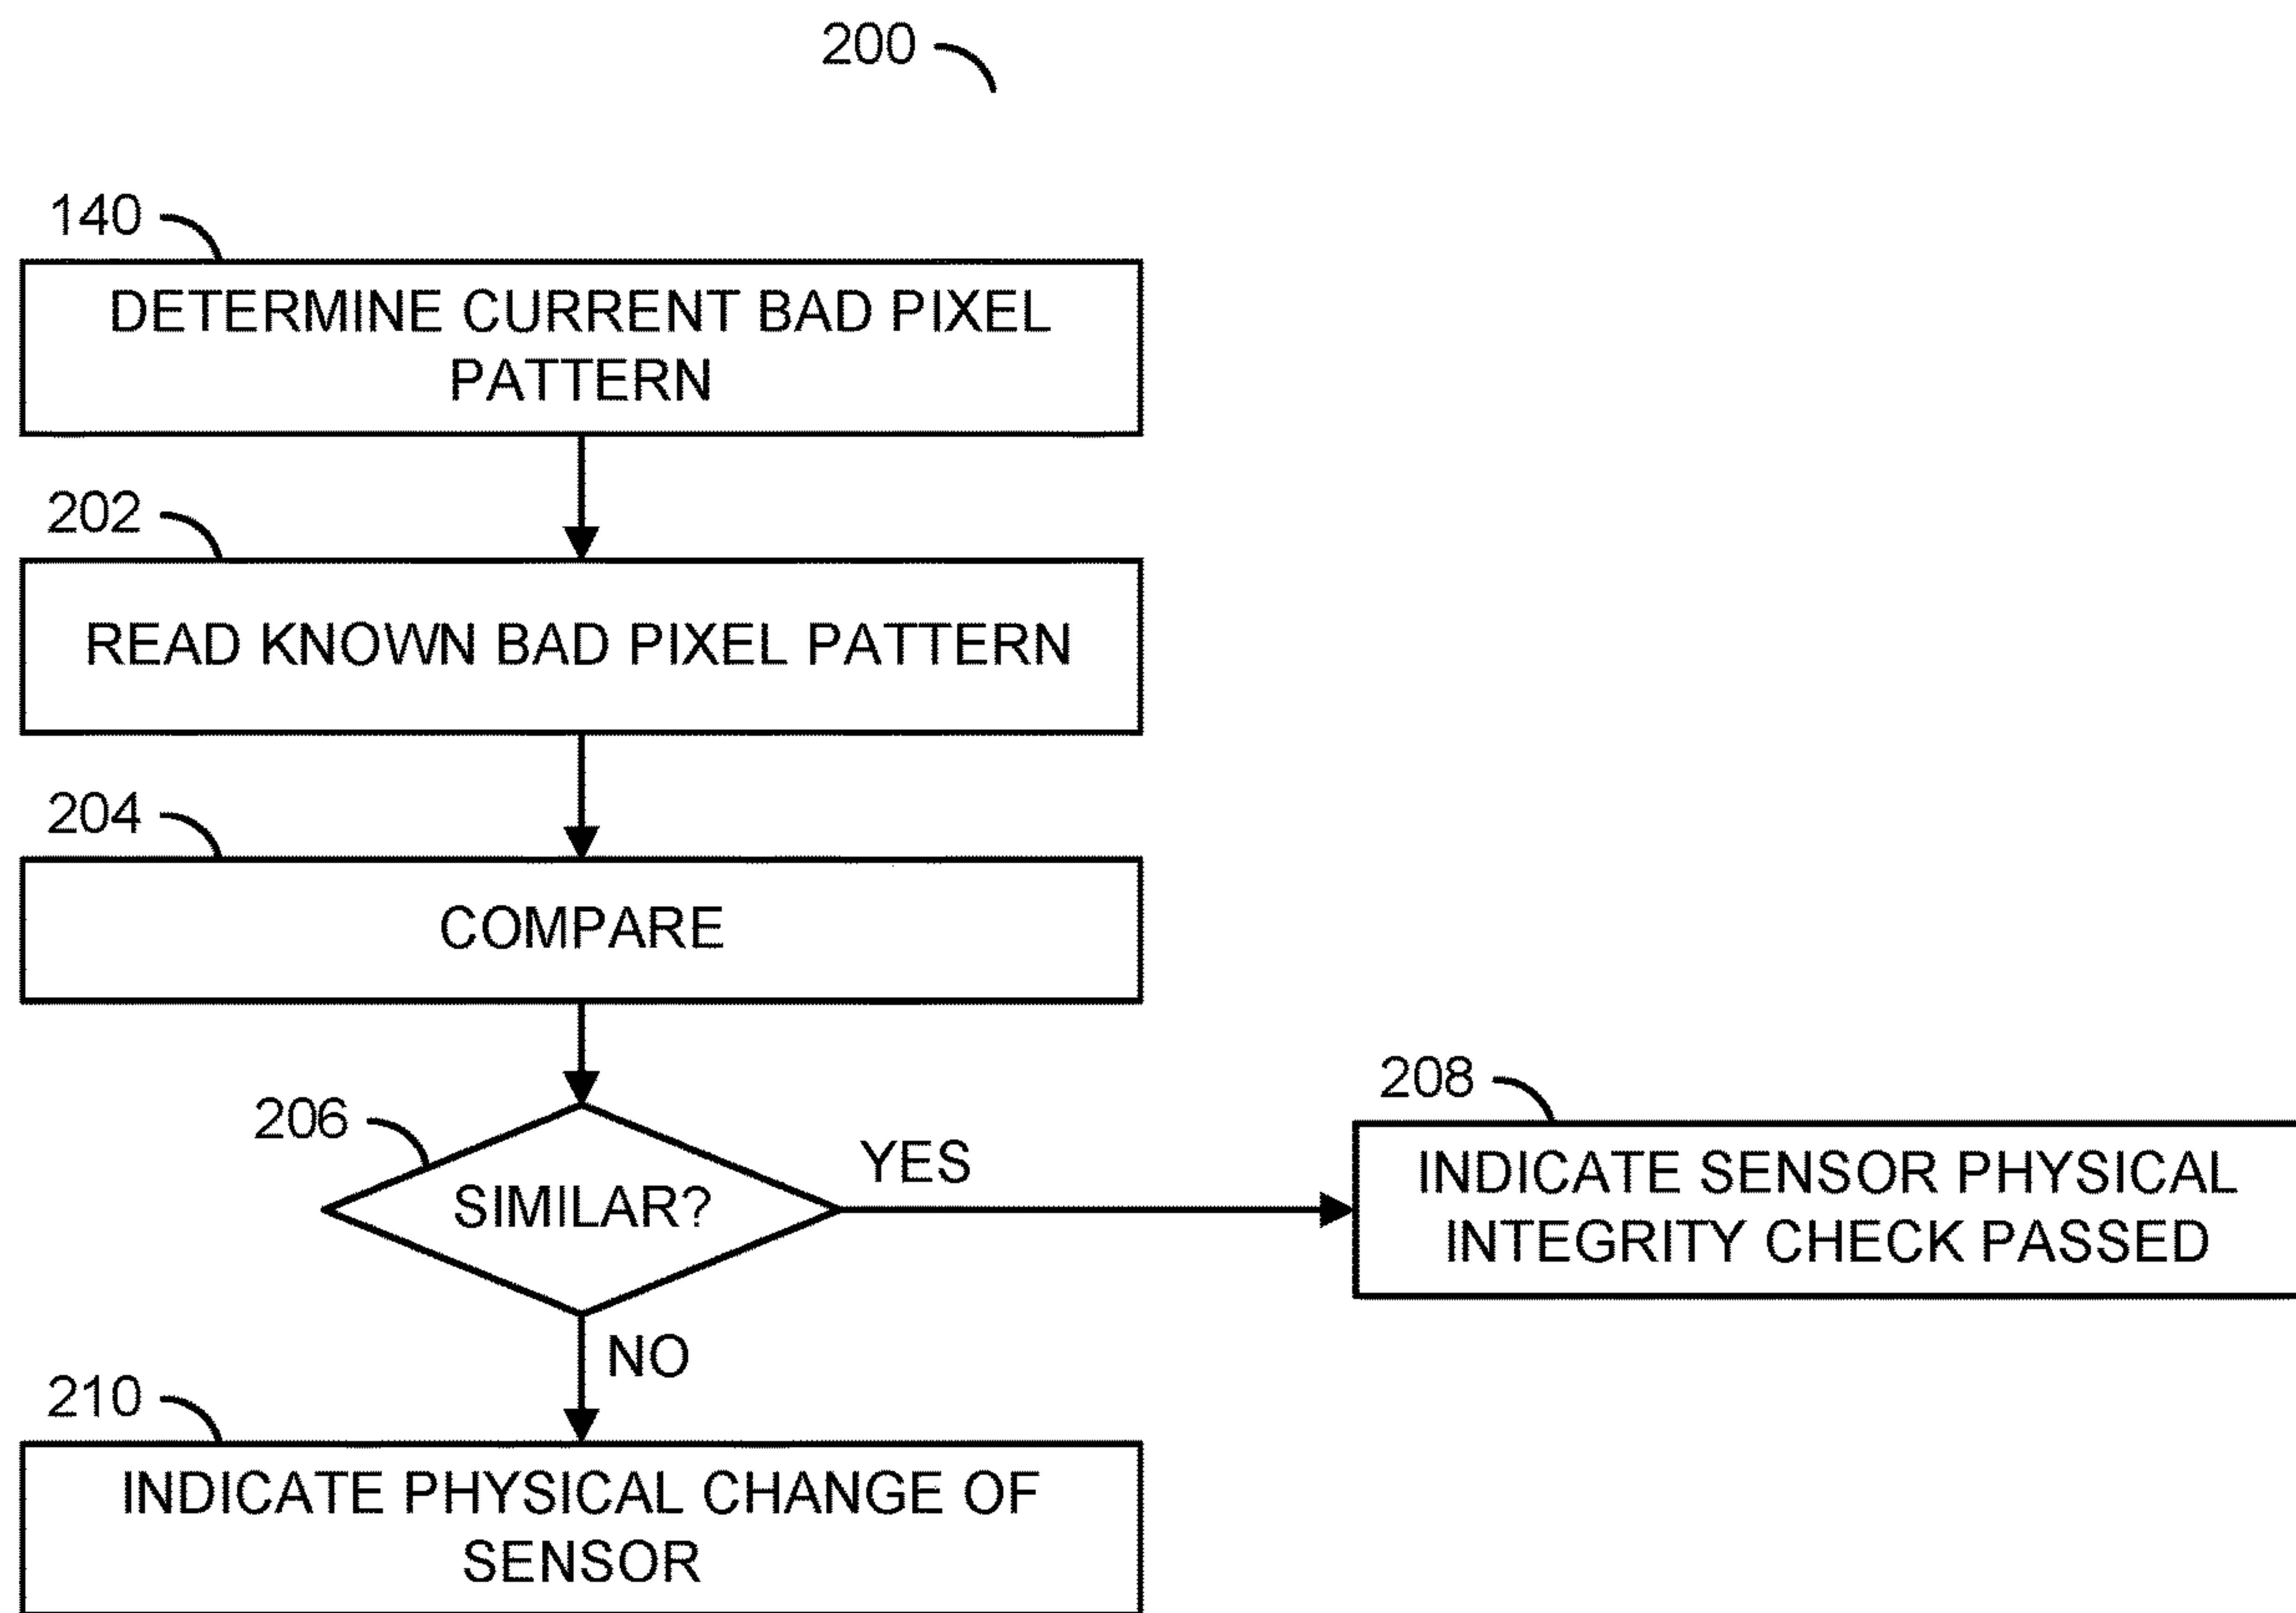 200
140
DETERMINE CURRENT BAD PIXEL
PATTERN
202
READ KNOWN BAD PIXEL PATTERN
204
COMPARE
206
SIMILAR?
YES
208
INDICATE SENSOR PHYSICAL
INTEGRITY CHECK PASSED
NO
210
INDICATE PHYSICAL CHANGE OF
SENSOR